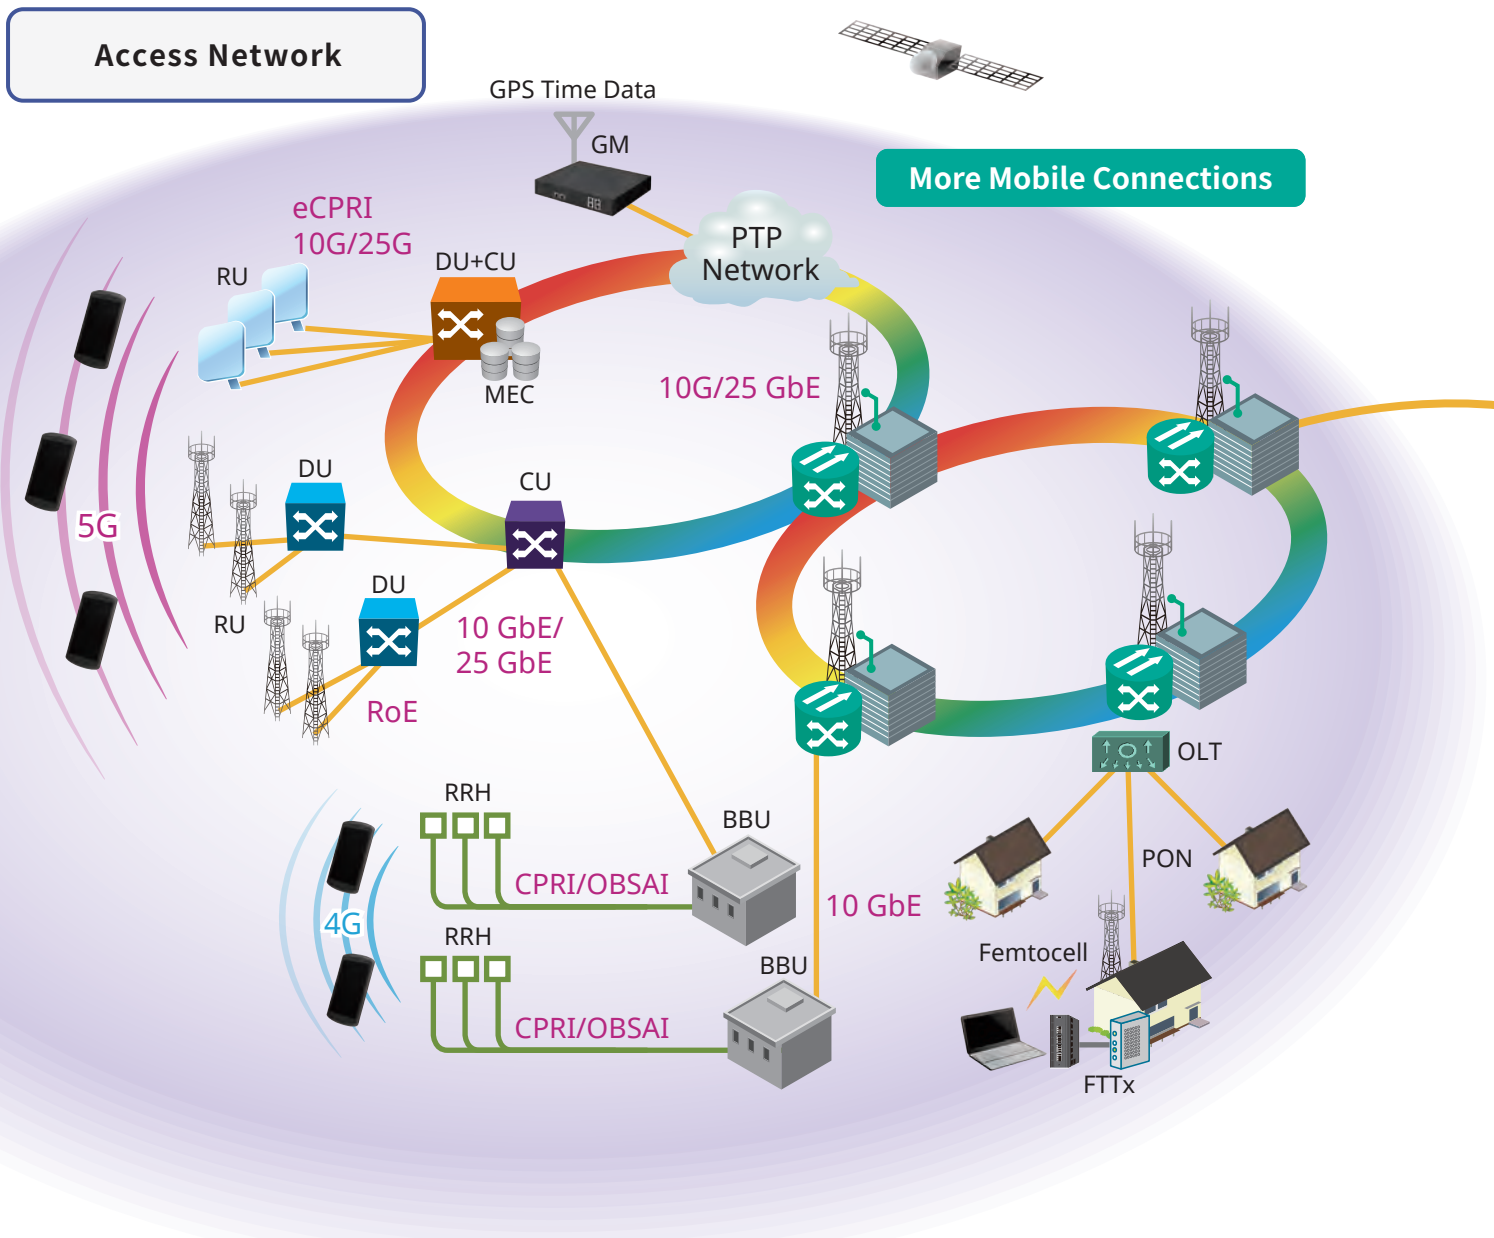 Access Network
GPS Time Data
GM
More Mobile Connections
eCPRI
10G/25G
PTP
Network
DU+CU
RU
MEC
10G/25 GbE
DU
CU
5G
DU
RU
10 GbE/
25 GbE
RoE
OLT
RRH
BBU
PON
CPRI/OBSAI
10 GbE
4G
RRH
Femtocell
BBU
CPRI/OBSAI
FTTx